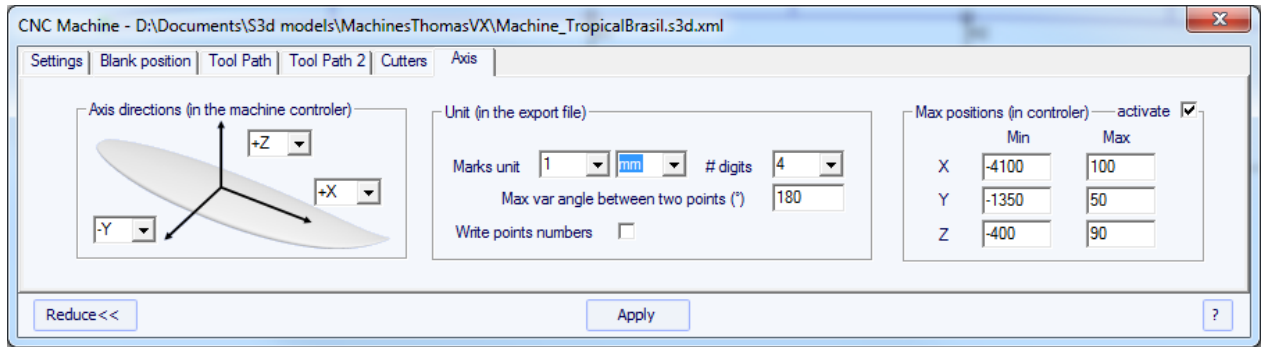 CNC Machine - D:\Documents\S3d models\MachinesThomasVX\Machine_TropicalBrasil.s3d.xml
X
Settings Blank position Tool Path Tool Path 2 Cutters Axis
Axis directions (in the machine controler)
+Z
+X
-Y
Unit (in the export file)
Marks unit 1 mm # digits 4
Max var angle between two points (°) 180
Write points numbers
Max positions (in controler) activate
Min Max
X -4100 100
Y -1350 50
Z -400 90
Reduce<< Apply ?